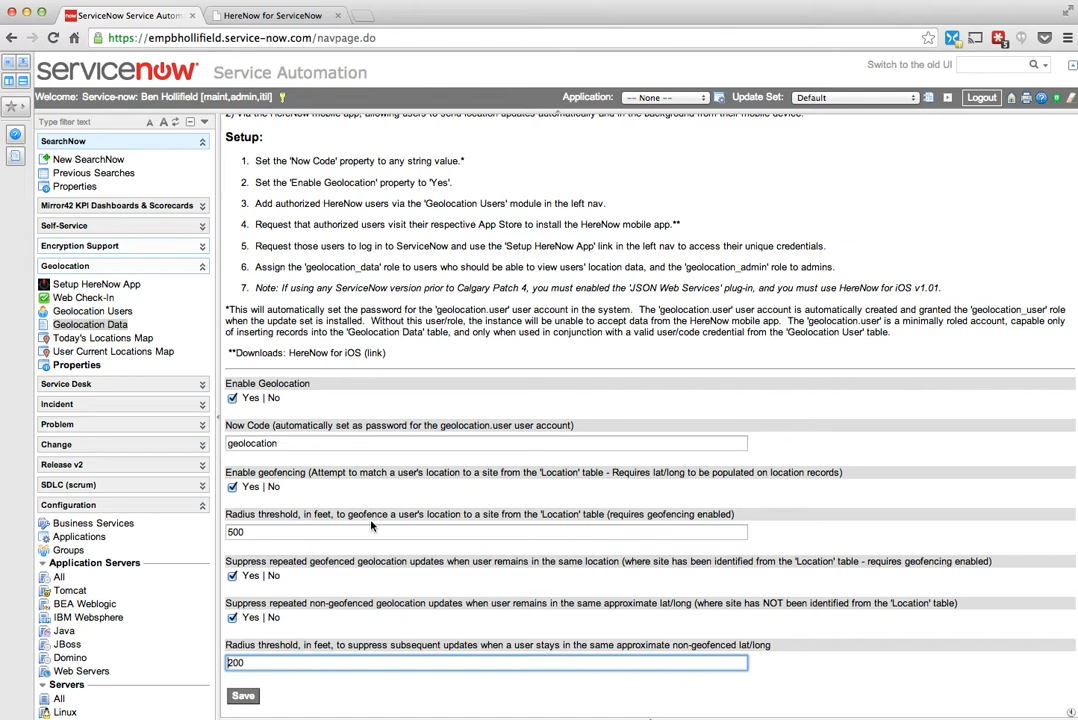 ServiceNow Service Autom
HereNow for ServiceNow
https://empbhollifield.service-now.com/navpage.do
5
servicenow Service Automation
Switch to the old UI
Welcome: Service-now: Ben Hollifield [maint,admin,itil]
Application: -- None -- Update Set: Default Logout
Type filter text
SearchNow
New SearchNow
Previous Searches
Properties
Mirror42 KPI Dashboards & Scorecards
Self-Service
Encryption Support
Geolocation
Setup HereNow App
Web Check-In
Geolocation Users
Geolocation Data
Today's Locations Map
User Current Locations Map
Properties
Service Desk
Incident
Problem
Change
Release v2
SDLC (scrum)
Configuration
Business Services
Applications
Groups
Application Servers
All
Tomcat
BEA Weblogic
IBM Websphere
Java
JBoss
Domino
Web Servers
Servers
All
Linux
2) Via the HereNow mobile app, allowing users to send location updates automatically and in the background from their mobile device.
Setup:
1. Set the 'Now Code' property to any string value.*
2. Set the 'Enable Geolocation' property to 'Yes'.
3. Add authorized HereNow users via the 'Geolocation Users' module in the left nav.
4. Request that authorized users visit their respective App Store to install the HereNow mobile app.**
5. Request those users to log in to ServiceNow and use the 'Setup HereNow App' link in the left nav to access their unique credentials.
6. Assign the 'geolocation_data' role to users who should be able to view users' location data, and the 'geolocation_admin' role to admins.
7. Note: If using any ServiceNow version prior to Calgary Patch 4, you must enabled the 'JSON Web Services' plug-in, and you must use HereNow for iOS v1.01.
*This will automatically set the password for the 'geolocation.user' user account in the system. The 'geolocation.user' user account is automatically created and granted the 'geolocation_user' role
when the update set is installed. Without this user/role, the instance will be unable to accept data from the HereNow mobile app. The 'geolocation.user' is a minimally roled account, capable only
of inserting records into the 'Geolocation Data' table, and only when used in conjunction with a valid user/code credential from the 'Geolocation User' table.
**Downloads: HereNow for iOS (link)
Enable Geolocation
Yes | No
Now Code (automatically set as password for the geolocation.user user account)
geolocation
Enable geofencing (Attempt to match a user's location to a site from the 'Location' table - Requires lat/long to be populated on location records)
Yes | No
Radius threshold, in feet, to geofence a user's location to a site from the 'Location' table (requires geofencing enabled)
500
Suppress repeated geofenced geolocation updates when user remains in the same location (where site has been identified from the 'Location' table - requires geofencing enabled)
Yes | No
Suppress repeated non-geofenced geolocation updates when user remains in the same approximate lat/long (where site has NOT been identified from the 'Location' table)
Yes | No
Radius threshold, in feet, to suppress subsequent updates when a user stays in the same approximate non-geofenced lat/long
200
Save